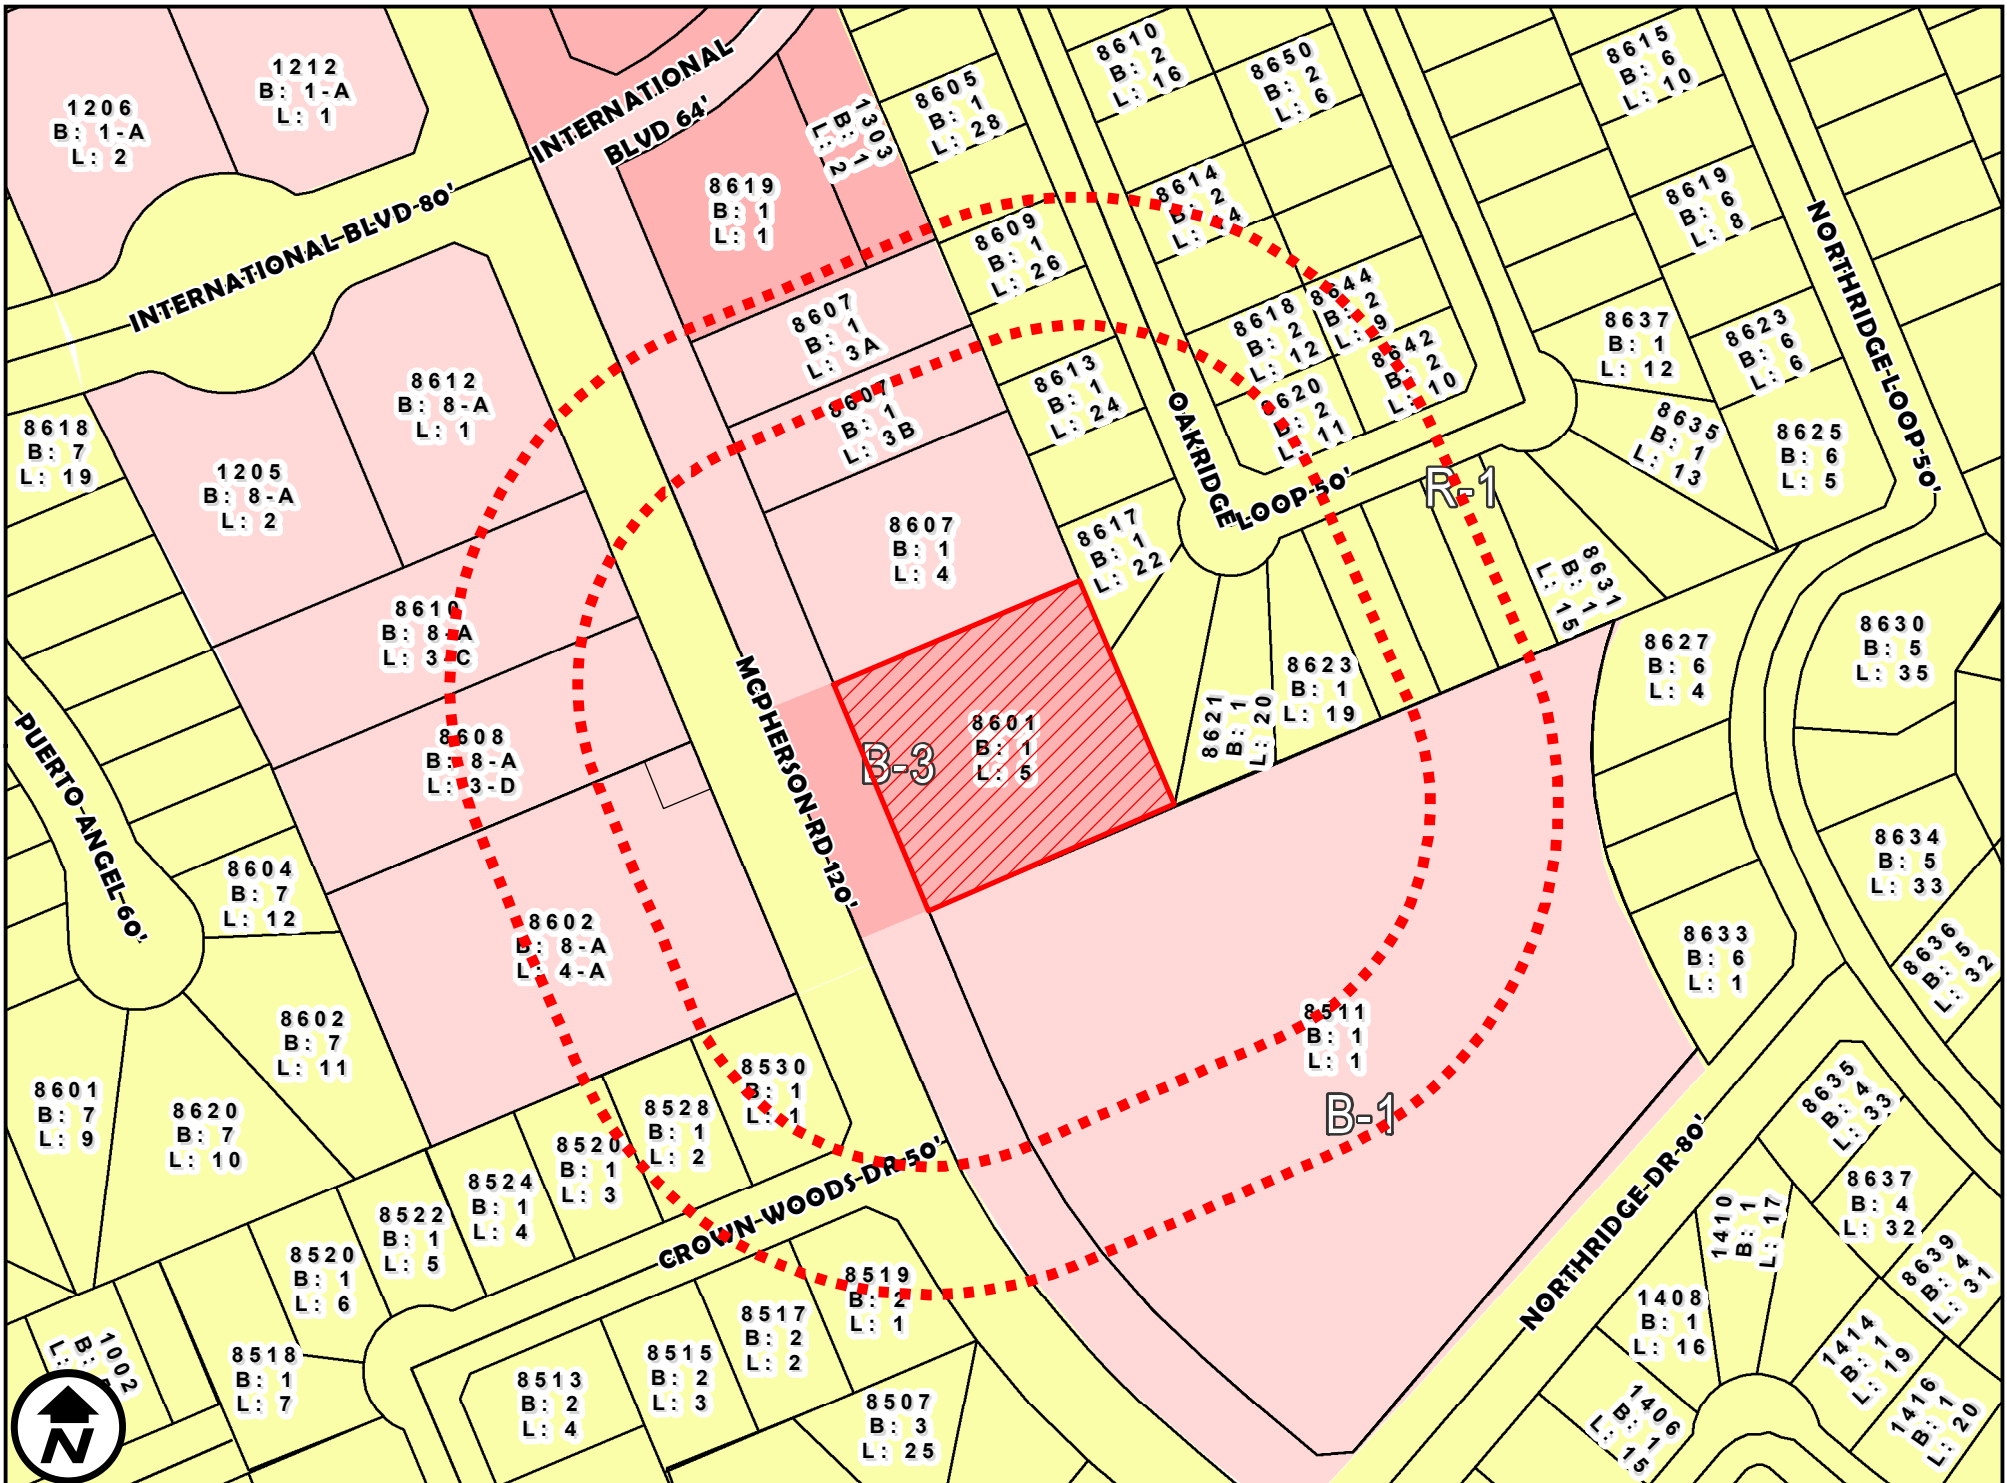 1206
B: 1-A
L: 2
1212
B: 1-A
L: 1
INTERNATIONAL
BLVD 64'
INTERNATIONAL BLVD 80'
8619
B: 1
L: 1
1303
B: 1
L: 2
8605
B: 1
L: 28
8610
B: 2
L: 16
8650
B: 2
L: 6
8615
B: 6
L: 10
8609
B: 1
L: 26
8614
B: 2
L: 14
8619
B: 6
L: 8
NORTHRIDGE LOOP 50'
8607
B: 1
L: 3A
8618
B: 2
L: 12
8644
B: 2
L: 9
8642
B: 2
L: 10
8637
B: 1
L: 12
8623
B: 6
L: 6
8618
B: 7
L: 19
1205
B: 8-A
L: 2
8612
B: 8-A
L: 1
8607
B: 1
L: 3B
8613
B: 1
L: 24
8620
B: 2
L: 11
8635
B: 1
L: 13
8625
B: 6
L: 5
OAKRIDGE
LOOP 50'
R-1
8607
B: 1
L: 4
8617
B: 1
L: 22
8631
B: 1
L: 15
8610
B: 8-A
L: 3-C
8623
B: 1
L: 19
8621
B: 1
L: 20
8627
B: 6
L: 4
8630
B: 5
L: 35
PUERTO ANGEL 60'
8608
B: 8-A
L: 3-D
MCPHERSON RD 120'
B-3
8601
B: 1
L: 5
8604
B: 7
L: 12
8634
B: 5
L: 33
8602
B: 8-A
L: 4-A
8633
B: 6
L: 1
8636
B: 5
L: 32
8602
B: 7
L: 11
8511
B: 1
L: 1
B-1
8601
B: 7
L: 9
8620
B: 7
L: 10
8530
B: 1
L: 1
8528
B: 1
L: 2
8520
B: 1
L: 3
8524
B: 1
L: 4
8522
B: 1
L: 5
8520
B: 1
L: 6
8518
B: 1
L: 7
CROWN WOODS DR 50'
NORTHRIDGE DR 80'
8635
B: 4
L: 33
8637
B: 4
L: 32
8639
B: 4
L: 31
1410
B: 1
L: 17
1408
B: 1
L: 16
1414
B: 1
L: 19
1416
B: 1
L: 20
1406
B: 1
L: 15
8519
B: 2
L: 1
8517
B: 2
L: 2
8515
B: 2
L: 3
8513
B: 2
L: 4
8507
B: 3
L: 25
1002
B:
L:
N